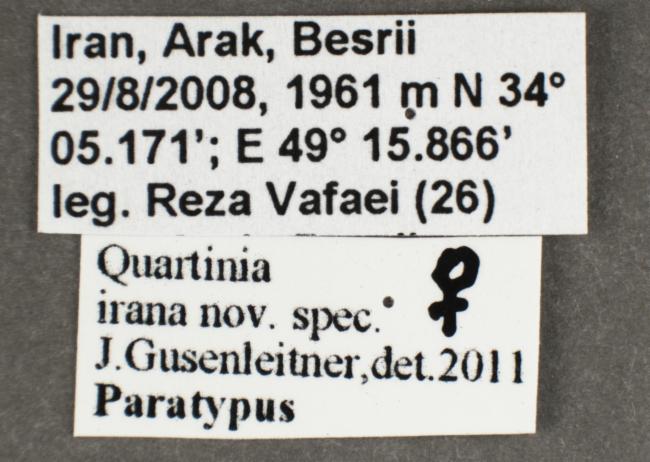 Iran, Arak, Besrii
29/8/2008, 1961 m N 34°
05.171’; E 49° 15.866’
leg. Reza Vafaei (26)
Quartinia
irana nov. spec. ♀
J.Gusenleitner,det.2011
Paratypus